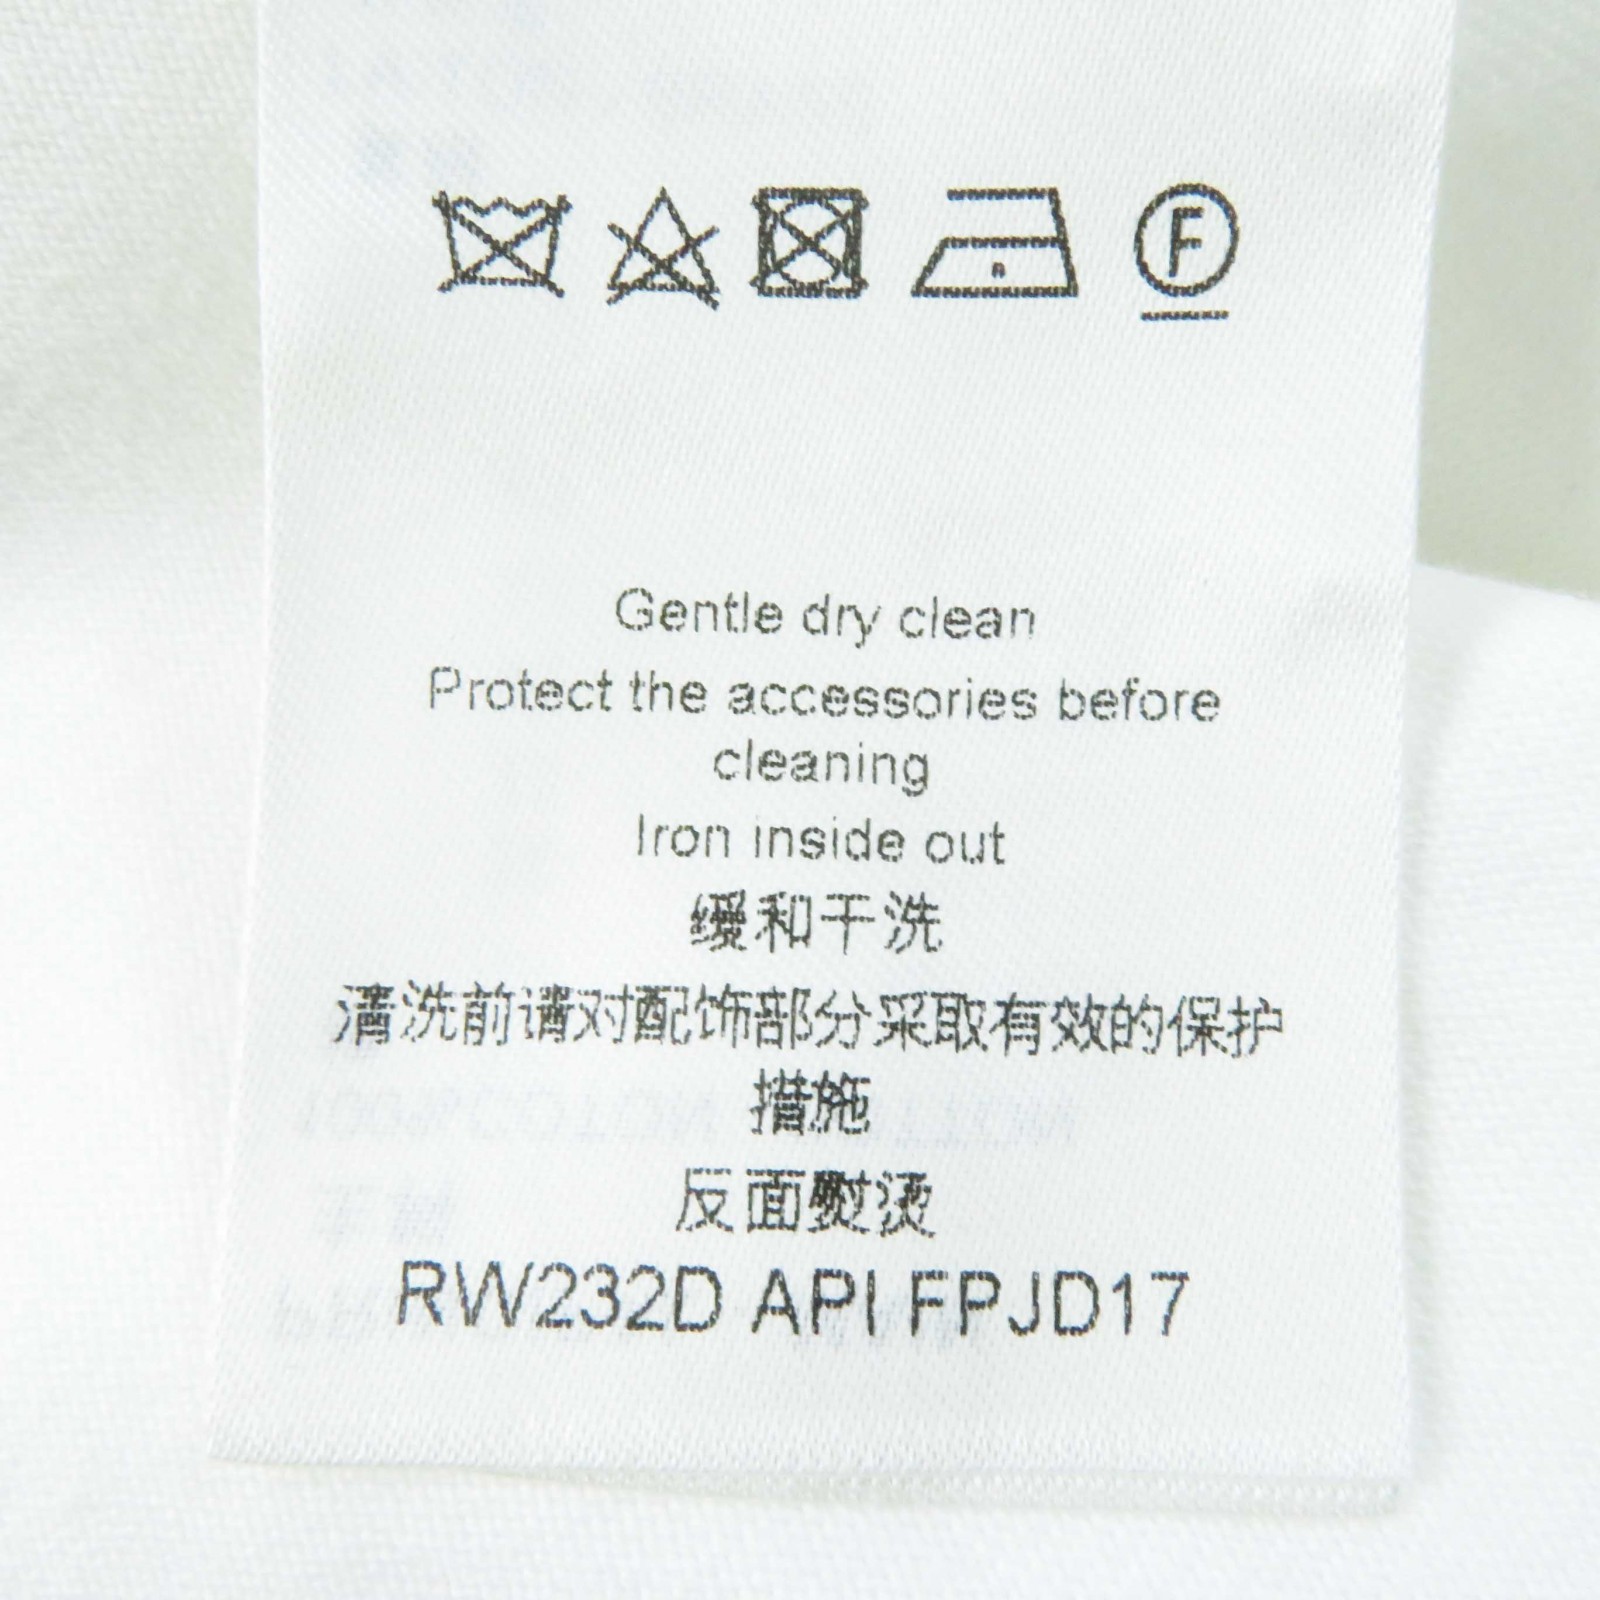 F
Gentle dry clean
Protect the accessories before
cleaning
Iron inside out
缓和干洗
清洗前请对配饰部分采取有效的保护
措施
反面熨烫
RW232D API FPJD17